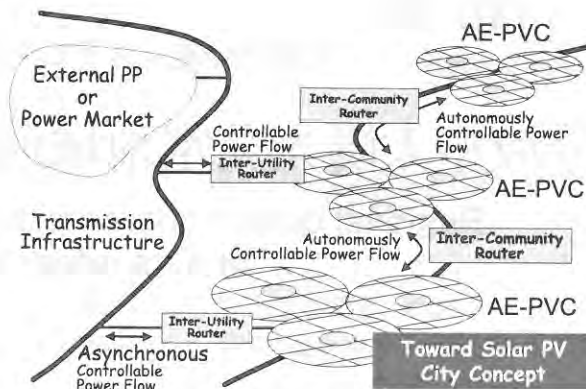 AE-PVC
External PP
or
Power Market
Inter-Community
Router
Autonomously
Controllable Power
Flow
Controllable
Power Flow
Inter-Utility
Router
AE-PVC
Transmission
Infrastructure
Autonomously
Controllable Power Flow
Inter-Community
Router
AE-PVC
Inter-Utility
Router
Asynchronous
Controllable
Power Flow
Toward Solar PV
City Concept